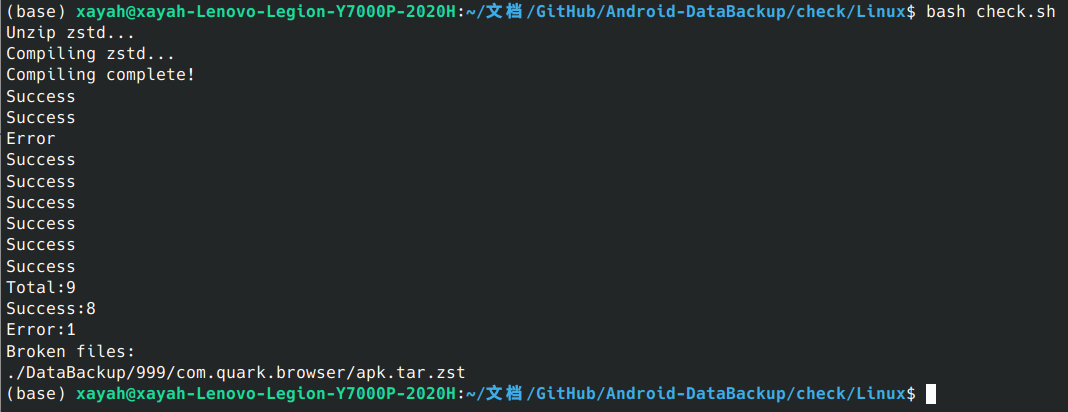 (base) xayah@xayah-Lenovo-Legion-Y7000P-2020H:~/文档/GitHub/Android-DataBackup/check/Linux$ bash check.sh
Unzip zstd...
Compiling zstd...
Compiling complete!
Success
Success
Error
Success
Success
Success
Success
Success
Success
Total:9
Success:8
Error:1
Broken files:
./DataBackup/999/com.quark.browser/apk.tar.zst
(base) xayah@xayah-Lenovo-Legion-Y7000P-2020H:~/文档/GitHub/Android-DataBackup/check/Linux$